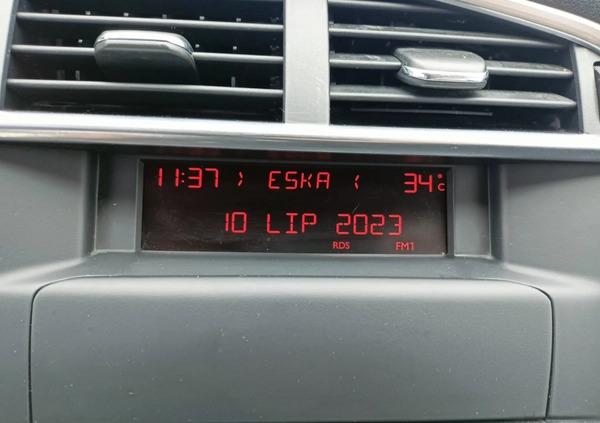 11:37 > ESKA < 34°C
10 LIP 2023
RDS FM1